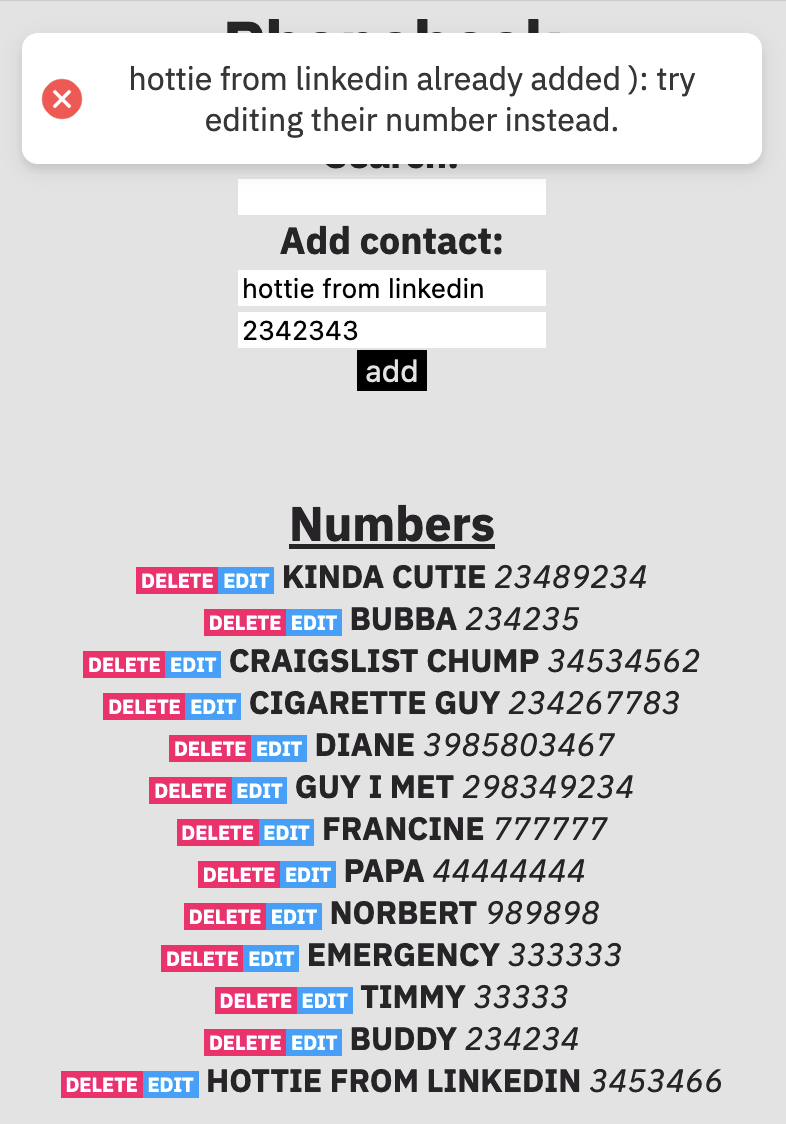 hottie from linkedin already added ): try
editing their number instead.
Add contact:
hottie from linkedin
2342343
add
Numbers
DELETE EDIT KINDA CUTIE 23489234
DELETE EDIT BUBBA 234235
DELETE EDIT CRAIGSLIST CHUMP 34534562
DELETE EDIT CIGARETTE GUY 234267783
DELETE EDIT DIANE 3985803467
DELETE EDIT GUY I MET 298349234
DELETE EDIT FRANCINE 777777
DELETE EDIT PAPA 44444444
DELETE EDIT NORBERT 989898
DELETE EDIT EMERGENCY 333333
DELETE EDIT TIMMY 33333
DELETE EDIT BUDDY 234234
DELETE EDIT HOTTIE FROM LINKEDIN 3453466